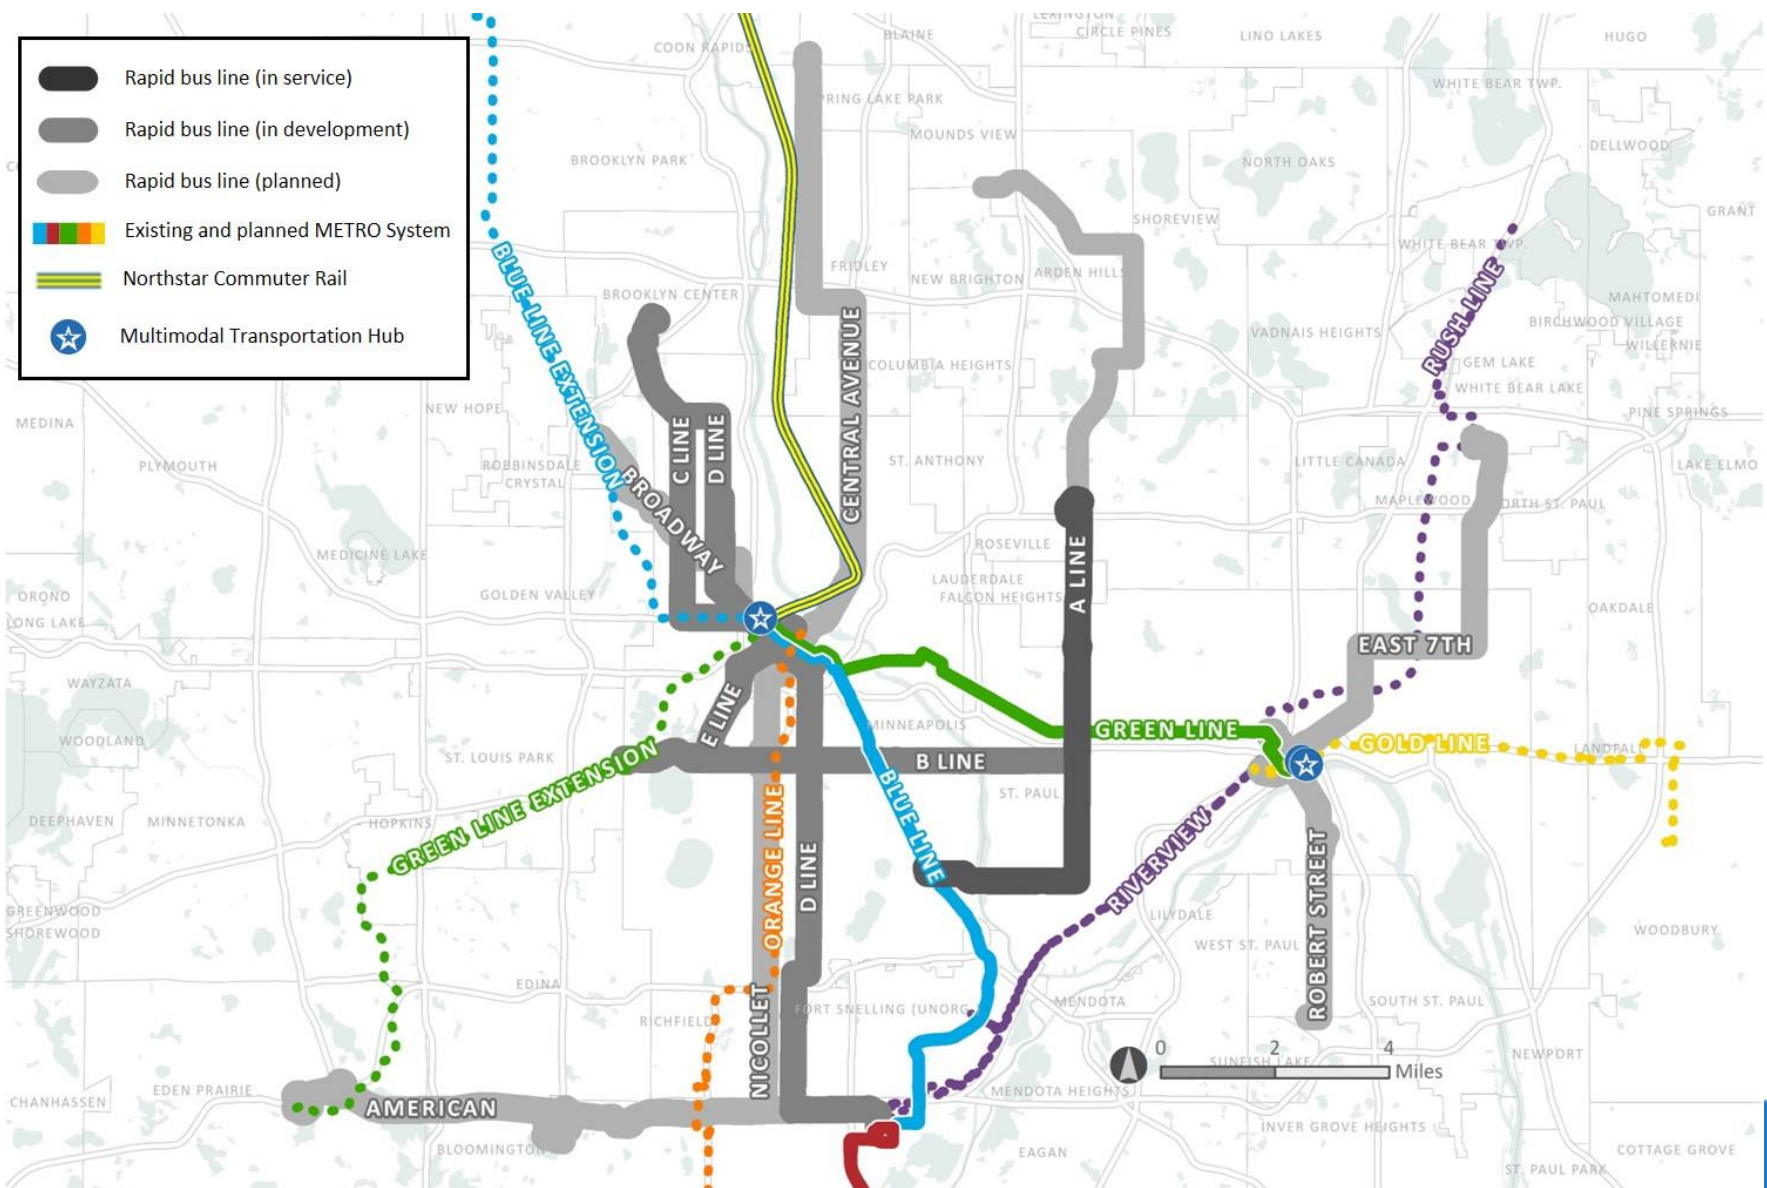 Rapid bus line (in service)
Rapid bus line (in development)
Rapid bus line (planned)
Existing and planned METRO System
Northstar Commuter Rail
Multimodal Transportation Hub
LEXINGTON
COON RAPIDS
BLAINE
CIRCLE PINES
LINO LAKES
HUGO
WHITE BEAR TWP.
PRING LAKE PARK
MOUNDS VIEW
DELLWOOD
BROOKLYN PARK
NORTH OAKS
GRANT
SHOREVIEW
WHITE BEAR TWP.
FRIDLEY
NEW BRIGHTON
ARDEN HILLS
BROOKLYN CENTER
MAHTOMEDI
BIRCHWOOD VILLAGE
VADNAIS HEIGHTS
WILLERNIE
BLUE LINE EXTENSION
RUSH LINE
GEM LAKE
COLUMBIA HEIGHTS
WHITE BEAR LAKE
NEW HOPE
PINE SPRINGS
MEDINA
CENTRAL AVENUE
C LINE
D LINE
PLYMOUTH
ROBBINSDALE
CRYSTAL
ST. ANTHONY
LITTLE CANADA
LAKE ELMO
BROADWAY
MAPLEWOOD
ORTH ST. PAUL
MEDICINE LAKE
ROSEVILLE
A LINE
LAUDERDALE
FALCON HEIGHTS
ORONO
GOLDEN VALLEY
OAKDALE
LONG LAKE
EAST 7TH
WAYZATA
E LINE
MINNEAPOLIS
GREEN LINE
WOODLAND
ST. LOUIS PARK
GOLD LINE
LANDFALL
B LINE
GREEN LINE EXTENSION
ST. PAUL
DEEPHAVEN
MINNETONKA
HOPKINS
BLUE LINE
ORANGE LINE
D LINE
RIVERVIEW
ROBERT STREET
GREENWOOD
SHOREWOOD
LILYDALE
WEST ST. PAUL
WOODBURY
EDINA
RICHFIELD
NICOLLET
FORT SNELLING (UNORG.
MENDOTA
SOUTH ST. PAUL
0 2 4
Miles
SUNFISH LAKE
NEWPORT
CHANHASSEN
EDEN PRAIRIE
AMERICAN
MENDOTA HEIGHTS
INVER GROVE HEIGHTS
BLOOMINGTON
EAGAN
COTTAGE GROVE
ST. PAUL PARK